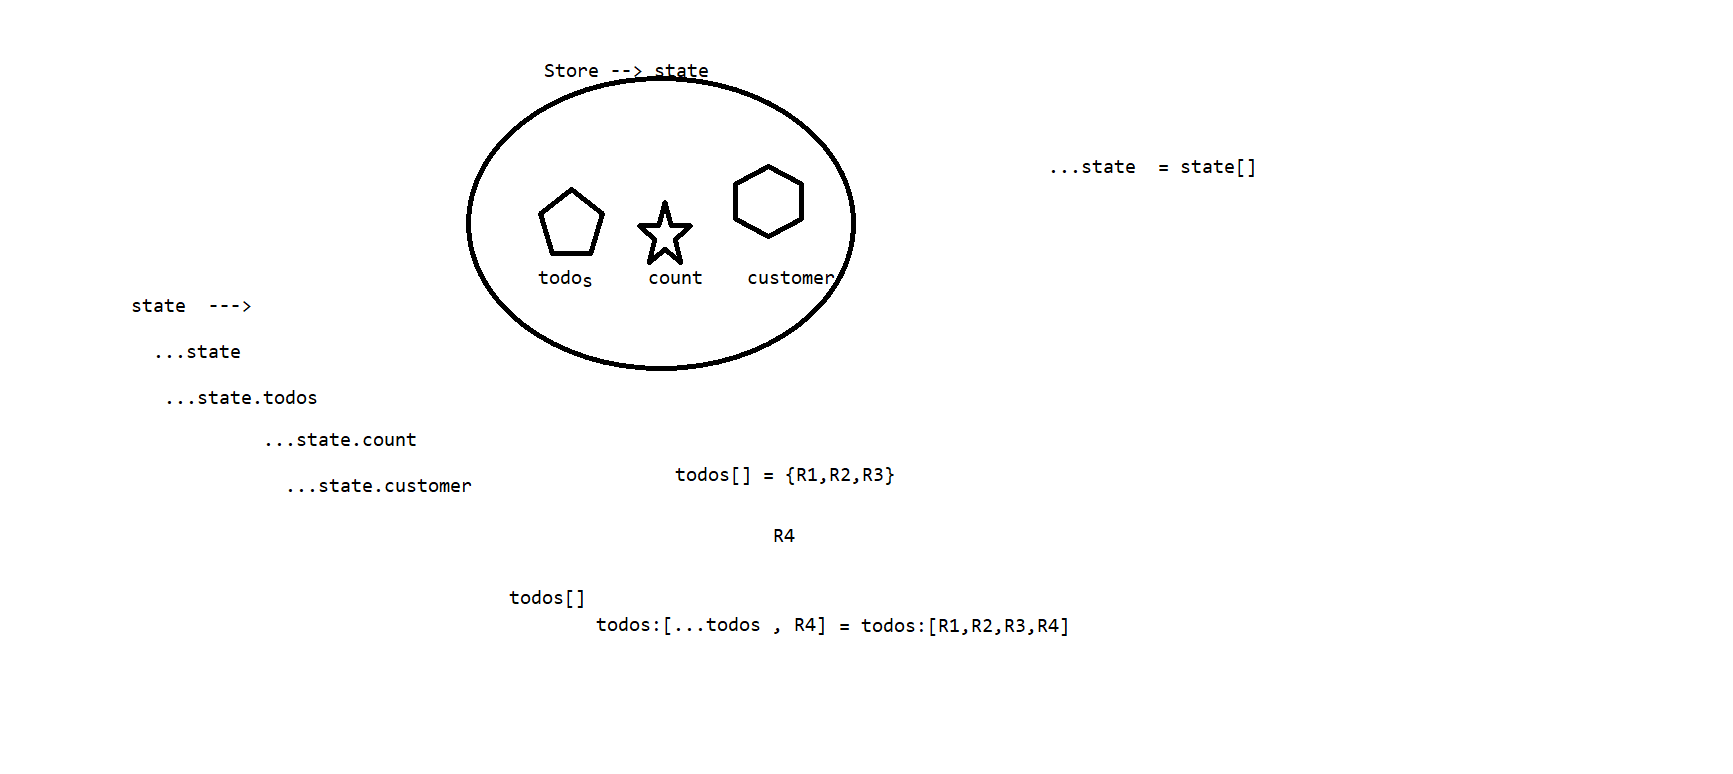 Store --> state
...state  = state[]
todos count customer
state  --->
...state
...state.todos
...state.count
...state.customer
todos[] = {R1,R2,R3}
R4
todos[]
todos:[...todos , R4] = todos:[R1,R2,R3,R4]